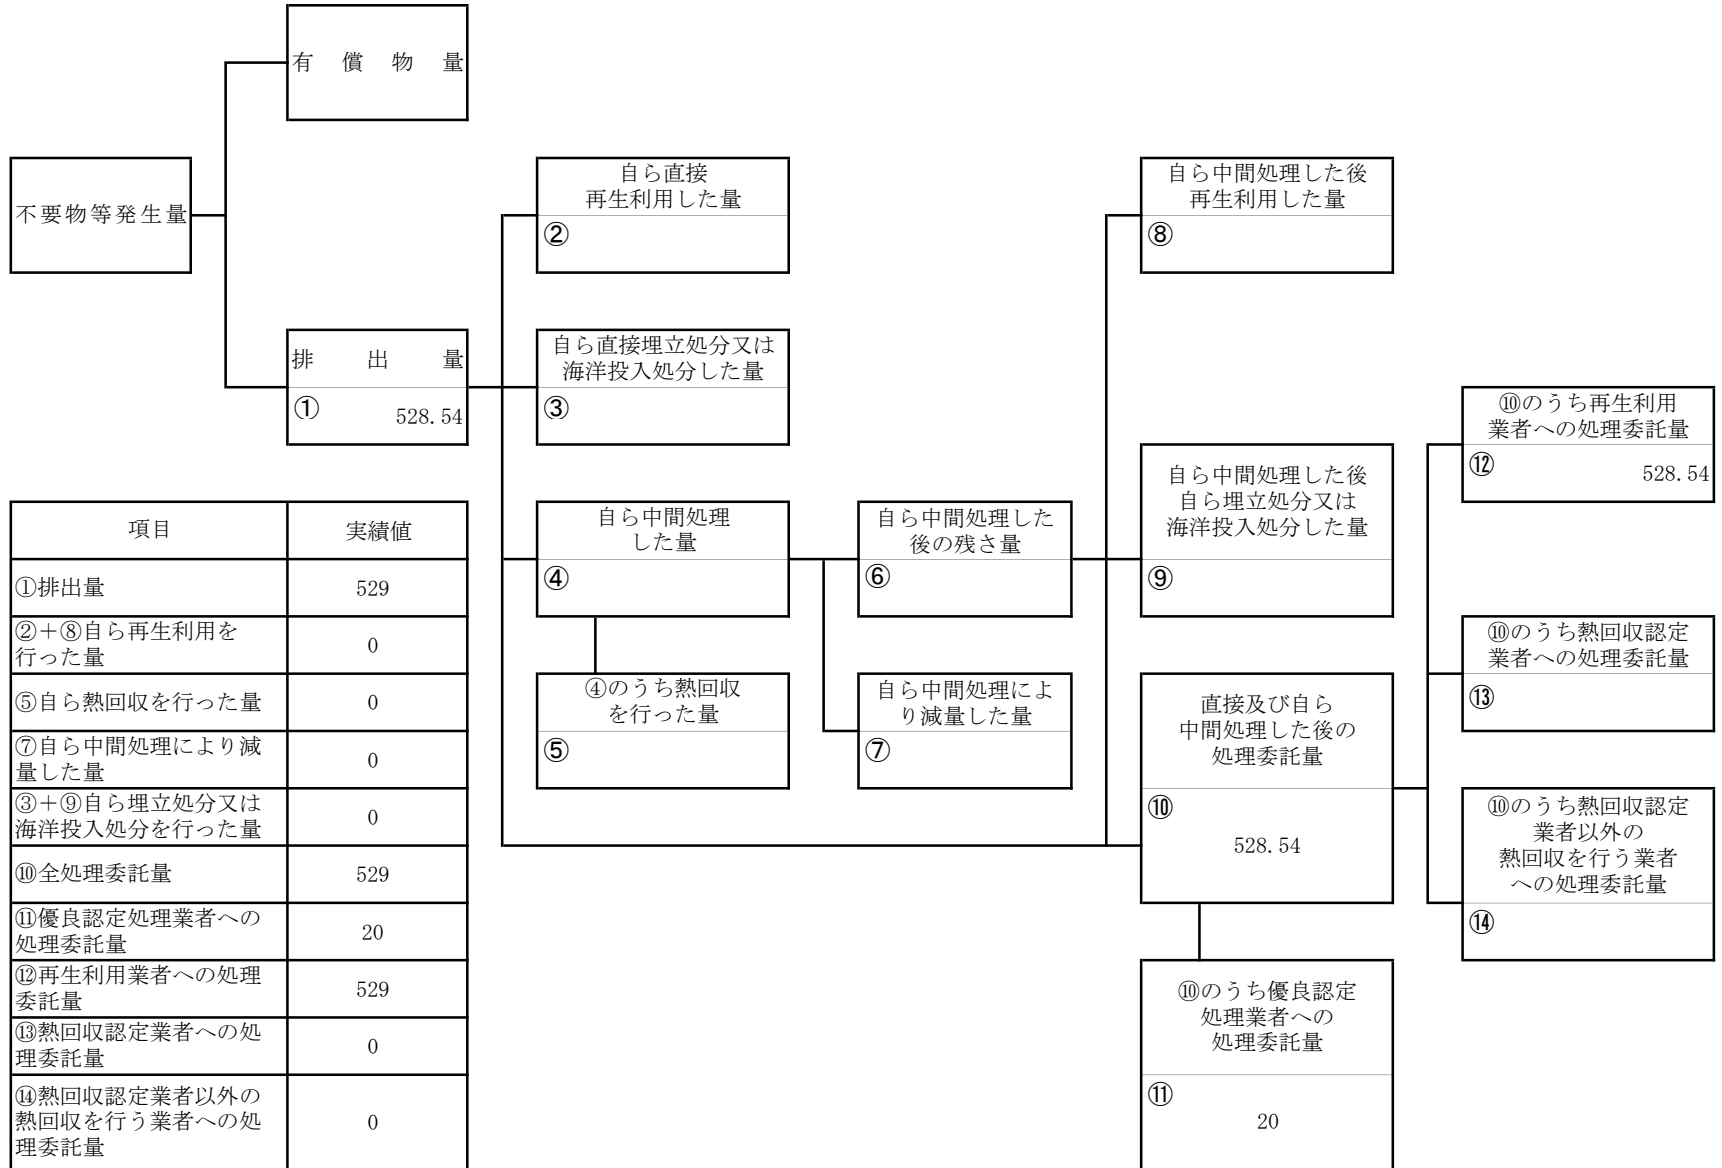 有償物量
不要物等発生量
排出量
①
528.54
自ら直接
再生利用した量
②
自ら直接埋立処分又は
海洋投入処分した量
③
自ら中間処理
した量
④
④のうち熱回収
を行った量
⑤
自ら中間処理した
後の残さ量
⑥
自ら中間処理によ
り減量した量
⑦
自ら中間処理した後
再生利用した量
⑧
自ら中間処理した後
自ら埋立処分又は
海洋投入処分した量
⑨
直接及び自ら
中間処理した後の
処理委託量
⑩
528.54
⑩のうち優良認定
処理業者への
処理委託量
⑪
20
⑩のうち再生利用
業者への処理委託量
⑫
528.54
⑩のうち熱回収認定
業者への処理委託量
⑬
⑩のうち熱回収認定
業者以外の
熱回収を行う業者
への処理委託量
⑭
項目 実績値
①排出量 529
②＋⑧自ら再生利用を
行った量 0
⑤自ら熱回収を行った量 0
⑦自ら中間処理により減
量した量 0
③＋⑨自ら埋立処分又は
海洋投入処分を行った量 0
⑩全処理委託量 529
⑪優良認定処理業者への
処理委託量 20
⑫再生利用業者への処理
委託量 529
⑬熱回収認定業者への処
理委託量 0
⑭熱回収認定業者以外の
熱回収を行う業者への処
理委託量 0